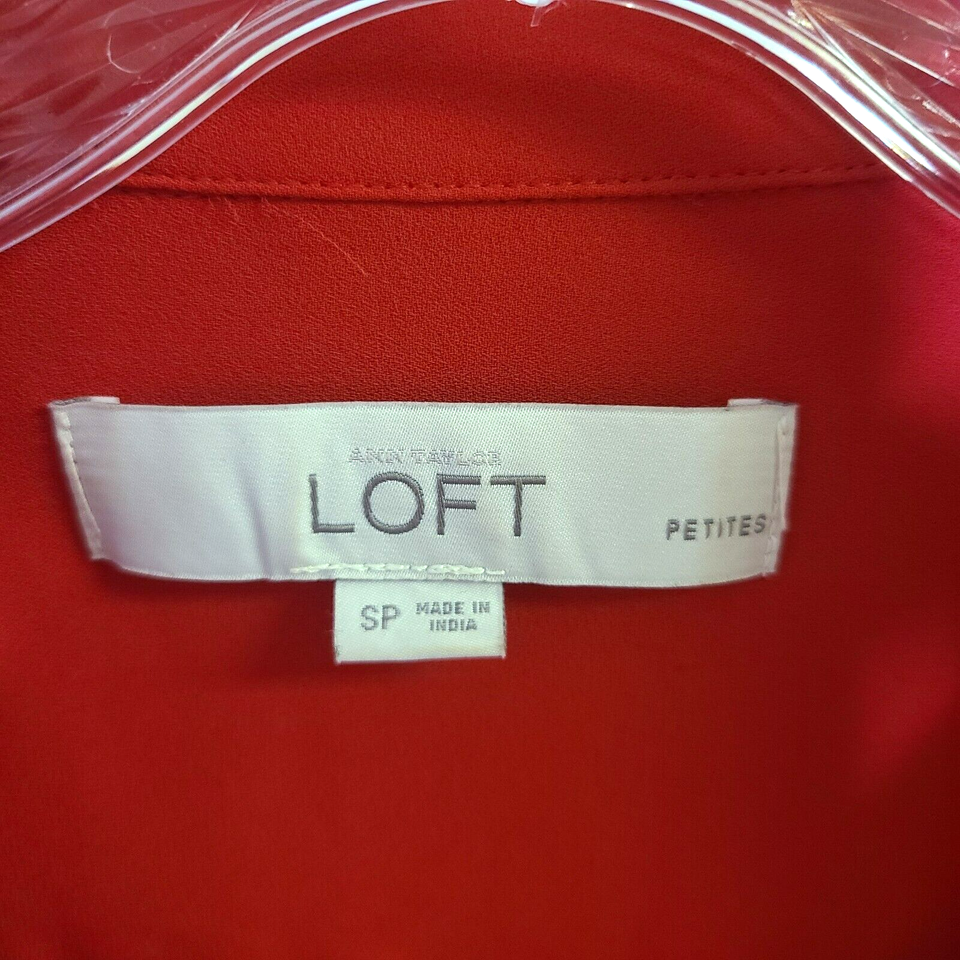 ANN TAYLOR
LOFT
PETITES
SP
MADE IN
INDIA